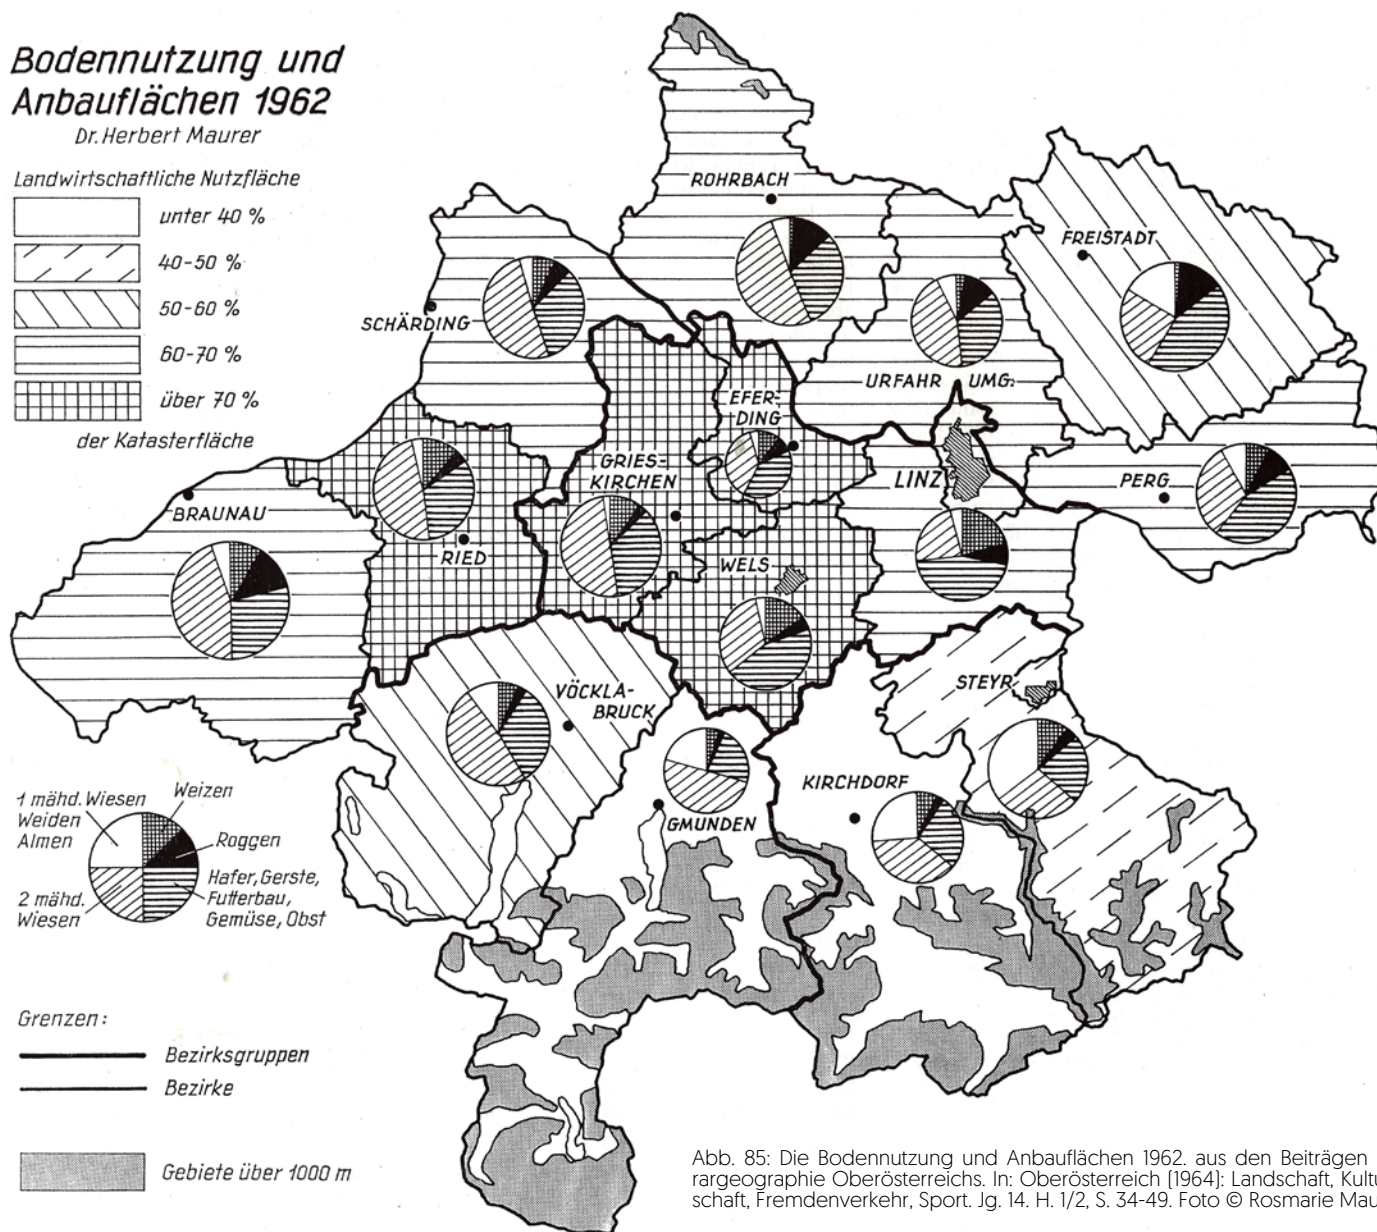 Bodennutzung und
Anbauflächen 1962
Dr. Herbert Maurer
Landwirtschaftliche Nutzfläche
unter 40 %
40-50 %
50-60 %
60-70 %
über 70 %
der Katasterfläche
ROHRBACH
FREISTADT
SCHÄRDING
URFAHR UMG.
EFER-
DING
GRIES-
KIRCHEN
LINZ
PERG
BRAUNAU
RIED
WELS
STEYR
VÖCKLA-
BRUCK
KIRCHDORF
GMUNDEN
1 mähd. Wiesen
Weiden
Almen
Weizen
Roggen
2 mähd.
Wiesen
Hafer, Gerste,
Futterbau,
Gemüse, Obst
Grenzen:
Bezirksgruppen
Bezirke
Gebiete über 1000 m
Abb. 85: Die Bodennutzung und Anbauflächen 1962. aus den Beiträgen
rargeographie Oberösterreichs. In: Oberösterreich (1964): Landschaft, Kultu
schaft, Fremdenverkehr, Sport. Jg. 14. H. 1/2, S. 34-49. Foto © Rosmarie Mau